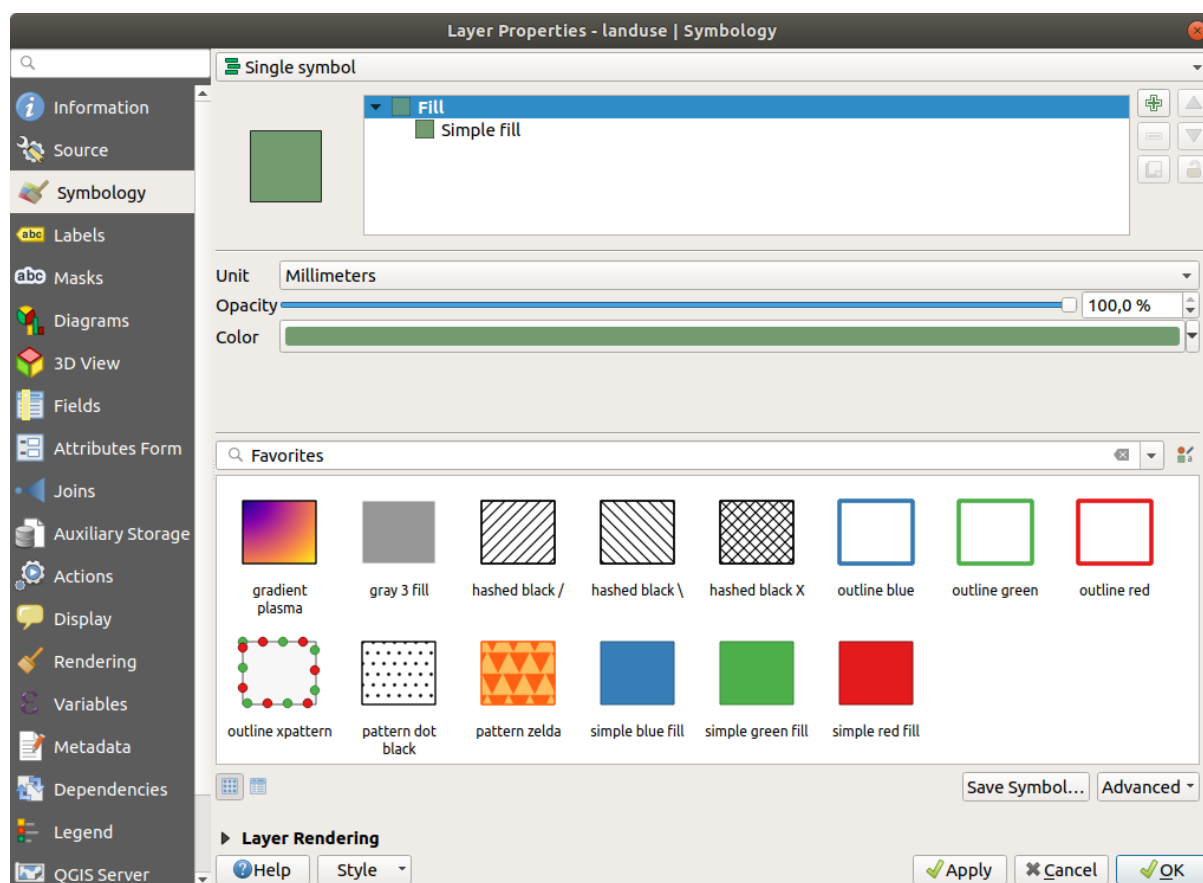 Layer Properties - landuse | Symbology
Single symbol
Information
Source
Symbology
Labels
Masks
Diagrams
3D View
Fields
Attributes Form
Joins
Auxiliary Storage
Actions
Display
Rendering
Variables
Metadata
Dependencies
Legend
QGIS Server
abc
abc
Fill
Simple fill
Unit
Millimeters
Opacity
100,0 %
Color
Favorites
gradient
plasma
gray 3 fill
hashed black /
hashed black \
hashed black X
outline blue
outline green
outline red
outline xpattern
pattern dot
black
pattern zelda
simple blue fill
simple green fill
simple red fill
Save Symbol...
Advanced
Layer Rendering
Help
Style
Apply
Cancel
OK